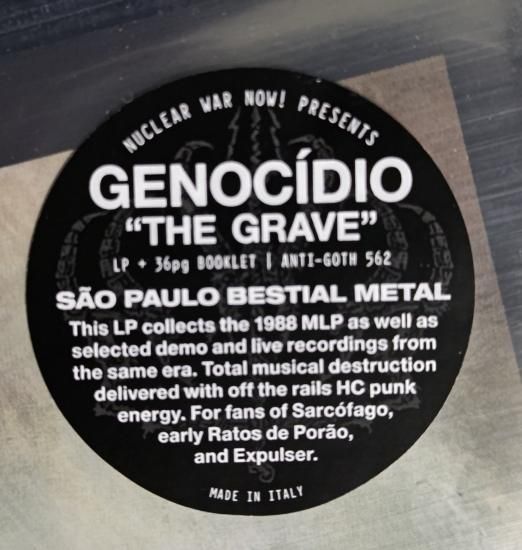 NUCLEAR WAR NOW! PRESENTS
GENOCÍDIO
"THE GRAVE"
LP + 36pg BOOKLET | ANTI-GOTH 562
SÃO PAULO BESTIAL METAL
This LP collects the 1988 MLP as well as
selected demo and live recordings from
the same era. Total musical destruction
delivered with off the rails HC punk
energy. For fans of Sarcófago,
early Ratos de Porão,
and Expulser.
MADE IN ITALY